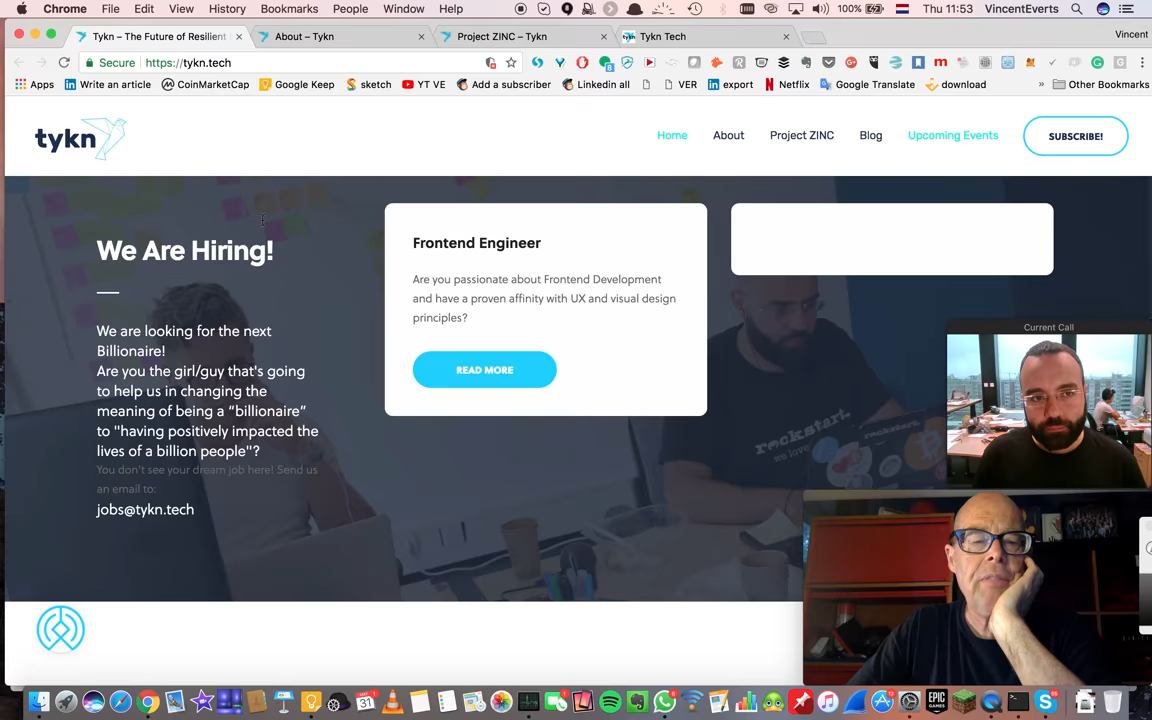 Chrome File Edit View History Bookmarks People Window Help
100% Thu 11:53 VincentEverts
Tykn – The Future of Resilient
About – Tykn
Project ZINC – Tykn
tykn Tykn Tech
Vincent
Secure https://tykn.tech
Apps Write an article CoinMarketCap Google Keep sketch YT VE Add a subscriber Linkedin all VER export Netflix Google Translate download » Other Bookmarks
tykn
Home About Project ZINC Blog Upcoming Events SUBSCRIBE!
We Are Hiring!
We are looking for the next
Billionaire!
Are you the girl/guy that's going
to help us in changing the
meaning of being a “billionaire”
to "having positively impacted the
lives of a billion people"?
You don't see your dream job here! Send us
an email to:
jobs@tykn.tech
Frontend Engineer
Are you passionate about Frontend Development
and have a proven affinity with UX and visual design
principles?
READ MORE
rockstart.
we love
Current Call
EPIC
GAMES